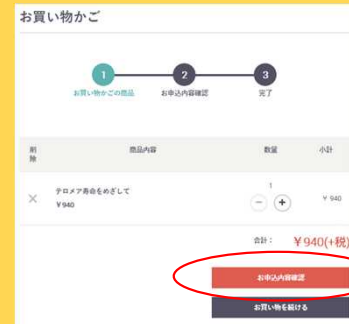 お買い物かご
1 2 3
お買い物かごの商品 お申込内容確認 完了
削除 商品内容 数量 小計
テロメア寿命をめざして
¥940
1
¥940
合計： ¥940(+税)
お申込内容確認
お買い物を続ける